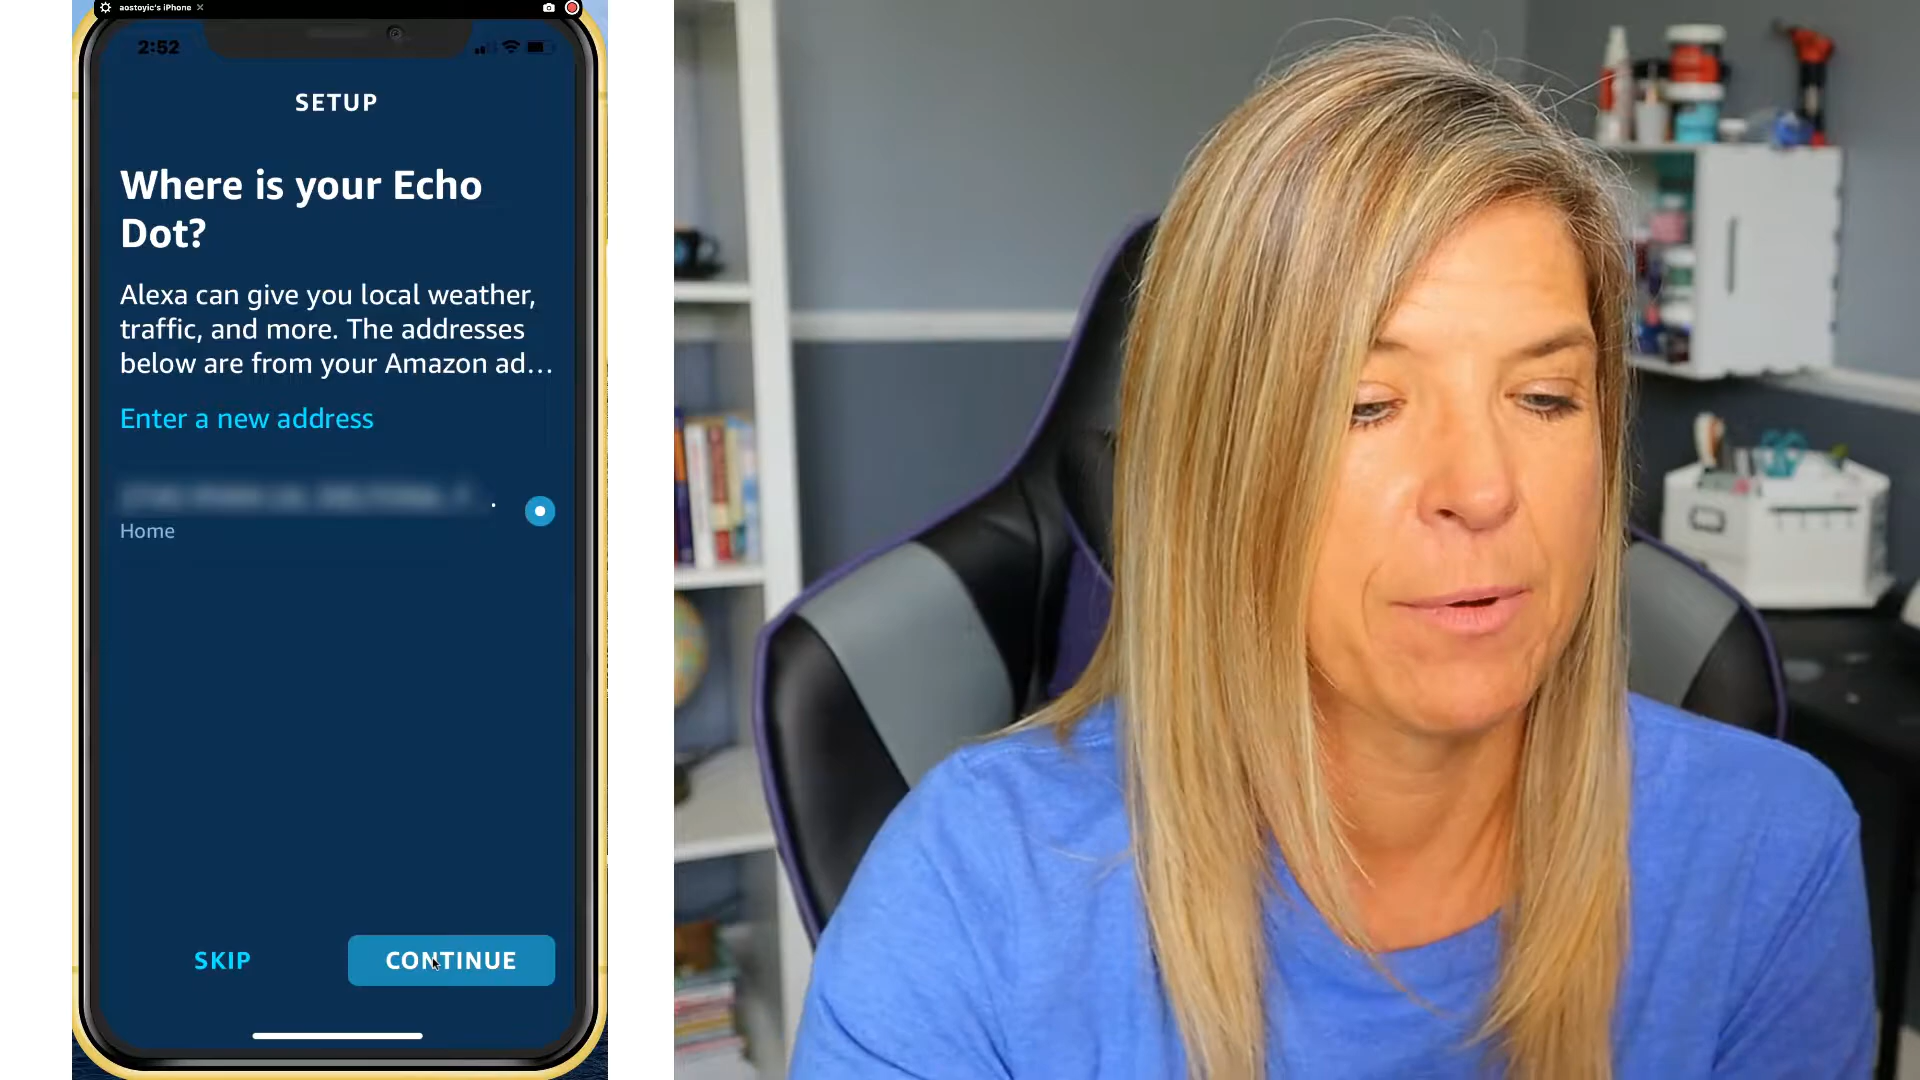 aostoyic's iPhone
2:52
SETUP
Where is your Echo
Dot?
Alexa can give you local weather,
traffic, and more. The addresses
below are from your Amazon ad...
Enter a new address
Home
SKIP
CONTINUE